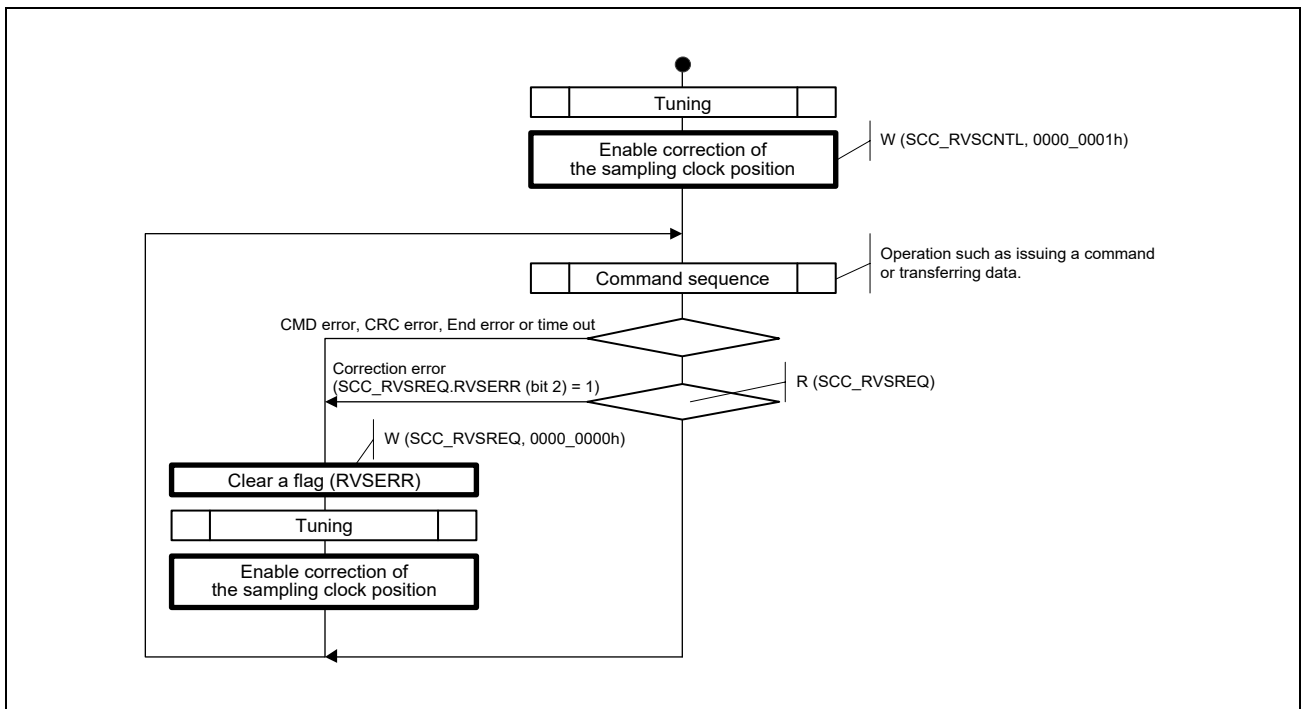 Tuning
Enable correction of
the sampling clock position
W (SCC_RVSCNTL, 0000_0001h)
Command sequence
Operation such as issuing a command
or transferring data.
CMD error, CRC error, End error or time out
Correction error
(SCC_RVSREQ.RVSERR (bit 2) = 1)
R (SCC_RVSREQ)
W (SCC_RVSREQ, 0000_0000h)
Clear a flag (RVSERR)
Tuning
Enable correction of
the sampling clock position